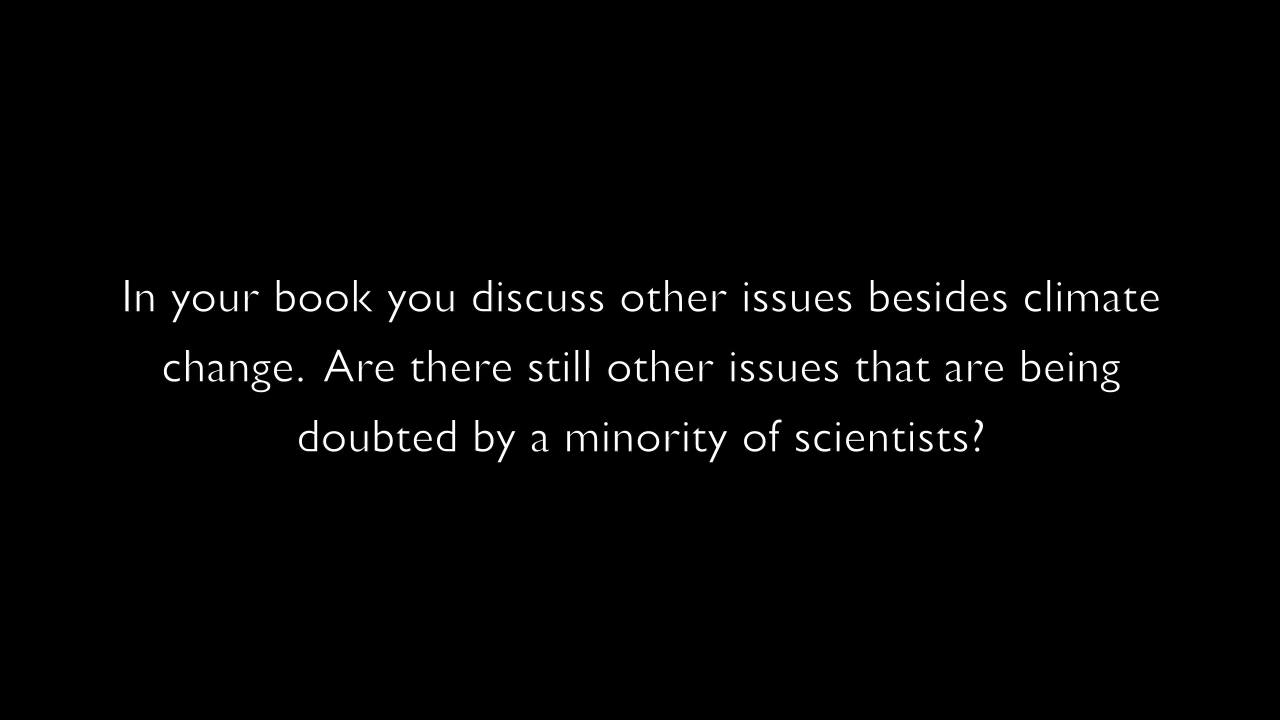 In your book you discuss other issues besides climate
change.  Are there still other issues that are being
doubted by a minority of scientists?